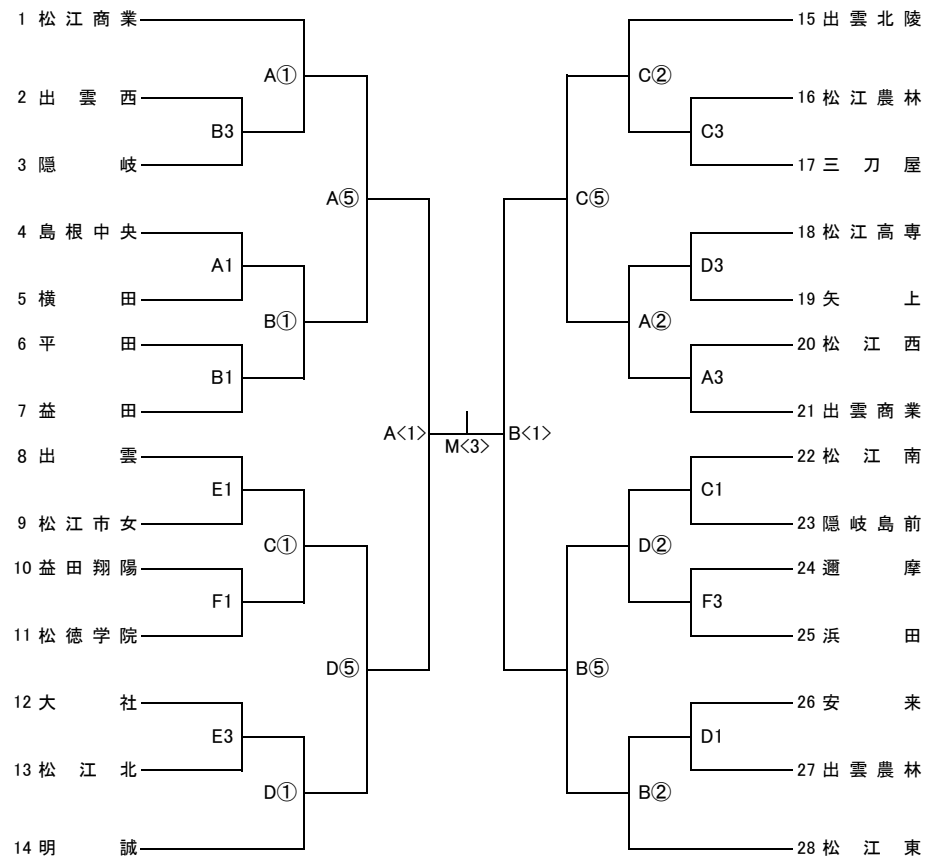 1 松江商業
A①
2 出雲西
B3
3 隠岐
A⑤
4 島根中央
A1
5 横田
B①
6 平田
B1
7 益田
A<1>
8 出雲
E1
9 松江市女
C①
10 益田翔陽
F1
11 松徳学院
D⑤
12 大社
E3
13 松江北
D①
14 明誠
M<3>
15 出雲北陵
C②
16 松江農林
C3
17 三刀屋
C⑤
18 松江高専
D3
19 矢上
A②
20 松江西
A3
21 出雲商業
B<1>
22 松江南
C1
23 隠岐島前
D②
24 邇摩
F3
25 浜田
B⑤
26 安来
D1
27 出雲農林
B②
28 松江東